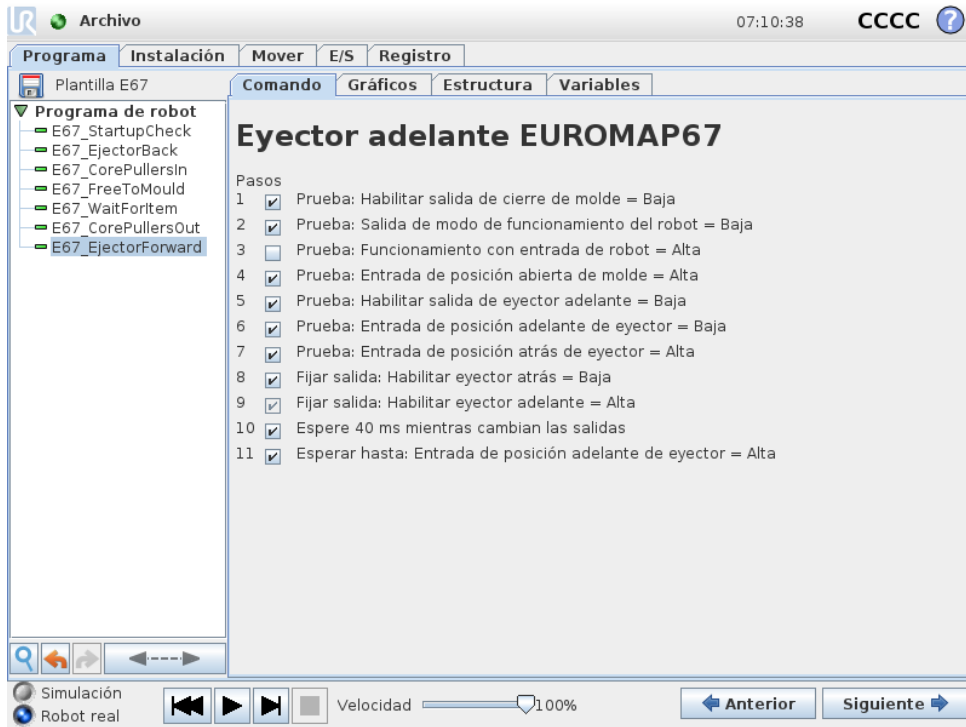 UR Archivo 07:10:38 CCCC ?
Programa Instalación Mover E/S Registro
Plantilla E67
Comando Gráficos Estructura Variables
Programa de robot
E67_StartupCheck
E67_EjectorBack
E67_CorePullersIn
E67_FreeToMould
E67_WaitForItem
E67_CorePullersOut
E67_EjectorForward
Eyector adelante EUROMAP67
Pasos
1 Prueba: Habilitar salida de cierre de molde = Baja
2 Prueba: Salida de modo de funcionamiento del robot = Baja
3 Prueba: Funcionamiento con entrada de robot = Alta
4 Prueba: Entrada de posición abierta de molde = Alta
5 Prueba: Habilitar salida de eyector adelante = Baja
6 Prueba: Entrada de posición adelante de eyector = Baja
7 Prueba: Entrada de posición atrás de eyector = Alta
8 Fijar salida: Habilitar eyector atrás = Baja
9 Fijar salida: Habilitar eyector adelante = Alta
10 Espere 40 ms mientras cambian las salidas
11 Esperar hasta: Entrada de posición adelante de eyector = Alta
Simulación
Robot real
Velocidad 100%
Anterior Siguiente